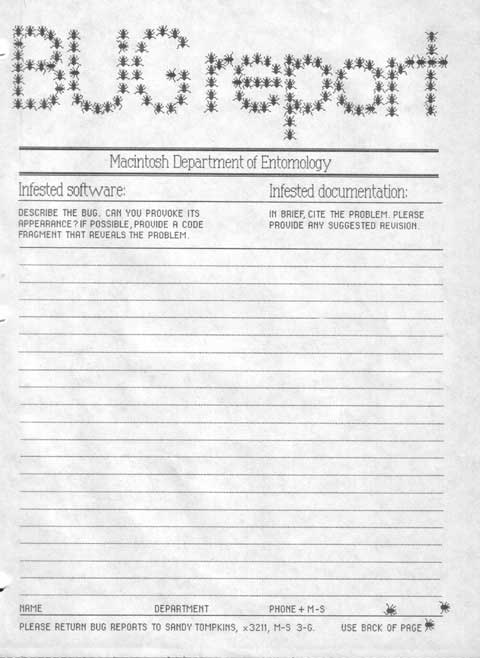 BUG report
Macintosh Department of Entomology
Infested software: Infested documentation:
DESCRIBE THE BUG. CAN YOU PROVOKE ITS
APPEARANCE? IF POSSIBLE, PROVIDE A CODE
FRAGMENT THAT REVEALS THE PROBLEM.
IN BRIEF, CITE THE PROBLEM. PLEASE
PROVIDE ANY SUGGESTED REVISION.
NAME DEPARTMENT PHONE + M-S
PLEASE RETURN BUG REPORTS TO SANDY TOMPKINS, x3211, M-S 3-G. USE BACK OF PAGE